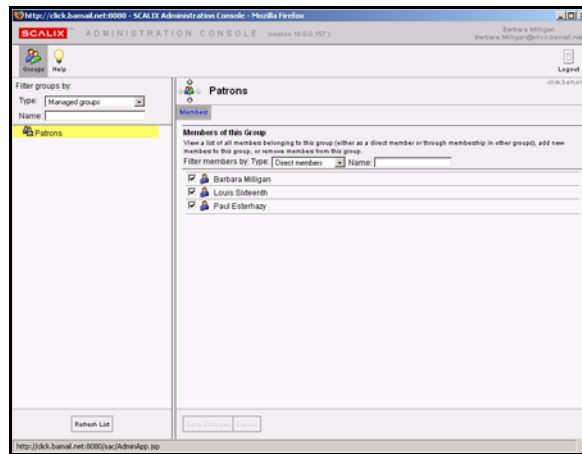 http://click.bamail.net:8080 - SCALIX Administration Console - Mozilla Firefox
SCALIX ADMINISTRATION CONSOLE (version 10.0.0.157)
Barbara Milligan
Barbara Milligan@click.bamail.net
Groups Help Logout
Filter groups by:
Type: Managed groups
Name:
Patrons
click.bamail
Patrons
Members
Members of this Group
View a list of all members belonging to this group (either as a direct member or through membership in other groups), add new
members to this group, or remove members from this group.
Filter members by: Type: Direct members Name:
Barbara Milligan
Louis Sixteenth
Paul Esterhazy
Refresh List
Save Changes Cancel
http://click.bamail.net:8080/sac/AdminApp.jsp